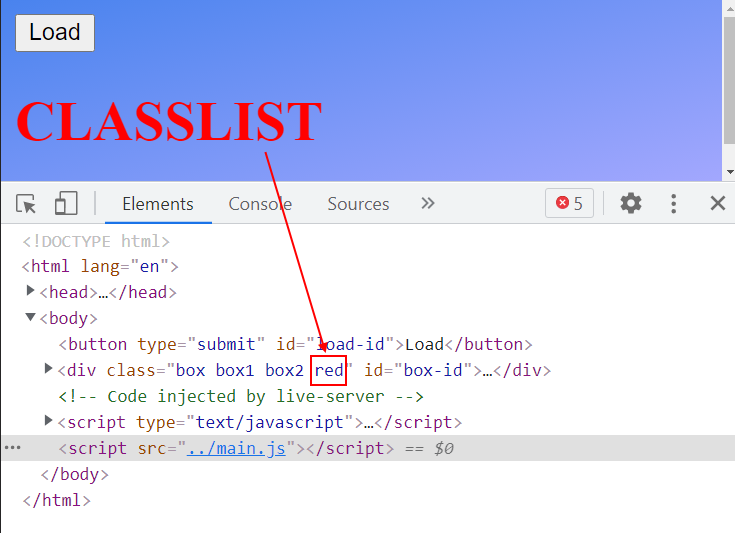 Load
CLASSLIST
Elements Console Sources » 5
<!DOCTYPE html>
<html lang="en">
<head>…</head>
<body>
<button type="submit" id="load-id">Load</button>
<div class="box box1 box2 red" id="box-id">…</div>
<!-- Code injected by live-server -->
<script type="text/javascript">…</script>
… <script src="../main.js"></script> == $0
</body>
</html>